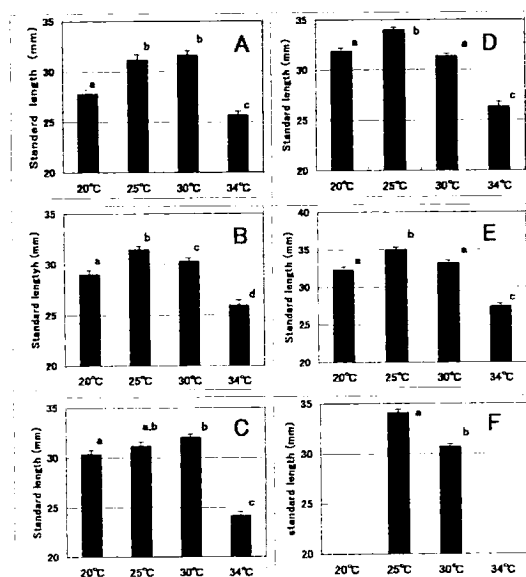 A
Standard length (mm)
35
30
25
20
a
b
b
c
20℃ 25℃ 30℃ 34℃
B
Standard lengtyh (mm)
35
30
25
20
a
b
c
d
20℃ 25℃ 30℃ 34℃
C
Standard length (mm)
35
30
25
20
a
a,b
b
c
20℃ 25℃ 30℃ 34℃
D
Standard length (mm)
35
30
25
20
a
b
a
c
20℃ 25℃ 30℃ 34℃
E
Standard length (mm)
40
35
30
25
20
a
b
a
c
20℃ 25℃ 30℃ 34℃
F
standard length (mm)
35
30
25
20
a
b
20℃ 25℃ 30℃ 34℃